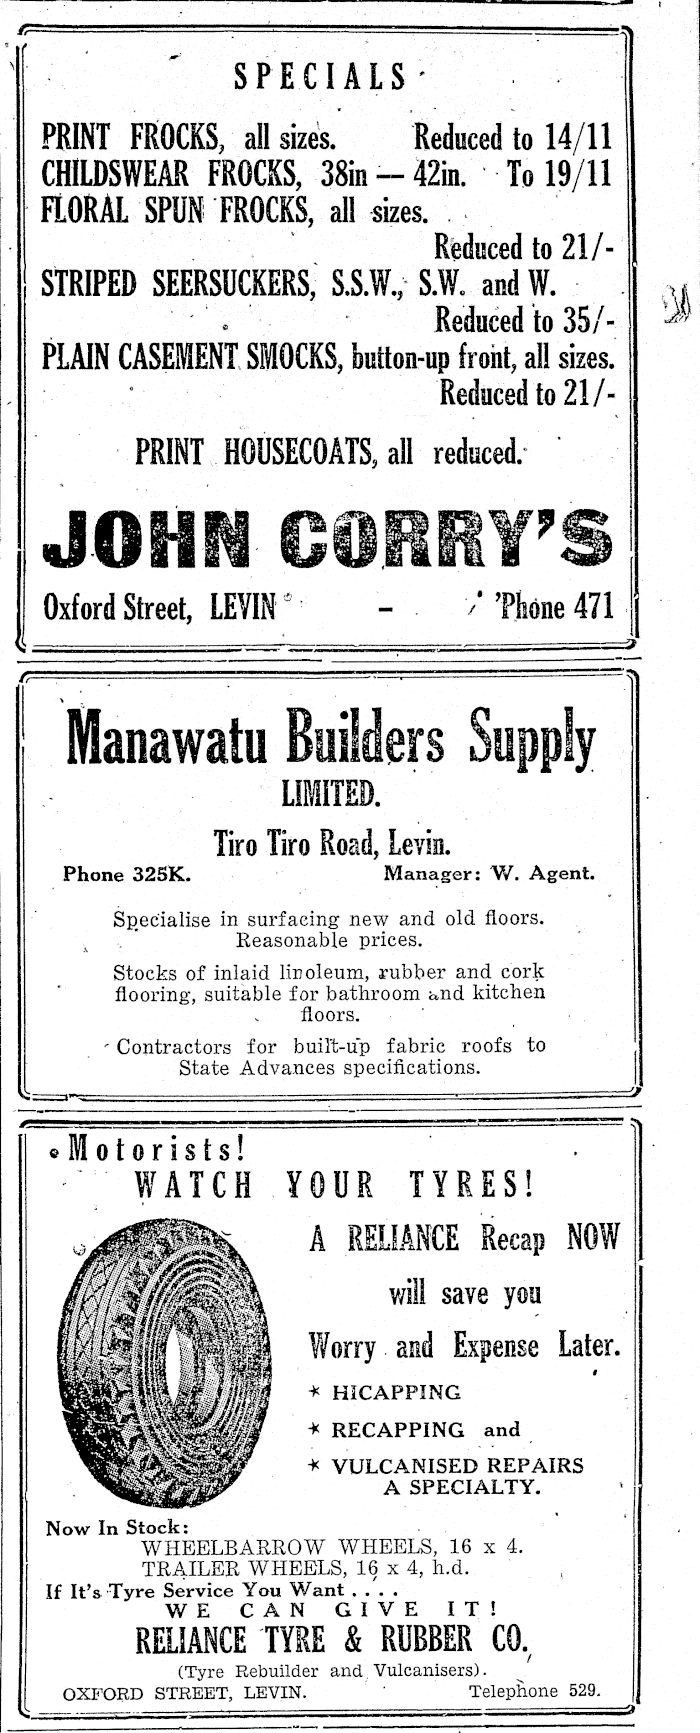 SPECIALS
PRINT FROCKS, all sizes. Reduced to 14/11
CHILDSWEAR FROCKS, 38in — 42in. To 19/11
FLORAL SPUN FROCKS, all sizes.
Reduced to 21/-
STRIPED SEERSUCKERS, S.S.W., S.W. and W.
Reduced to 35/-
PLAIN CASEMENT SMOCKS, button-up front, all sizes.
Reduced to 21/-
PRINT HOUSECOATS, all reduced.
JOHN CORRY'S
Oxford Street, LEVIN - 'Phone 471
Manawatu Builders Supply
LIMITED.
Tiro Tiro Road, Levin.
Phone 325K. Manager: W. Agent.
Specialise in surfacing new and old floors.
Reasonable prices.
Stocks of inlaid linoleum, rubber and cork
flooring, suitable for bathroom and kitchen
floors.
Contractors for built-up fabric roofs to
State Advances specifications.
Motorists!
WATCH YOUR TYRES!
A RELIANCE Recap NOW
will save you
Worry and Expense Later.
* HICAPPING
* RECAPPING and
* VULCANISED REPAIRS
A SPECIALTY.
Now In Stock:
WHEELBARROW WHEELS, 16 x 4.
TRAILER WHEELS, 16 x 4, h.d.
If It's Tyre Service You Want . . . .
WE CAN GIVE IT!
RELIANCE TYRE & RUBBER CO.
(Tyre Rebuilder and Vulcanisers).
OXFORD STREET, LEVIN. Telephone 529.